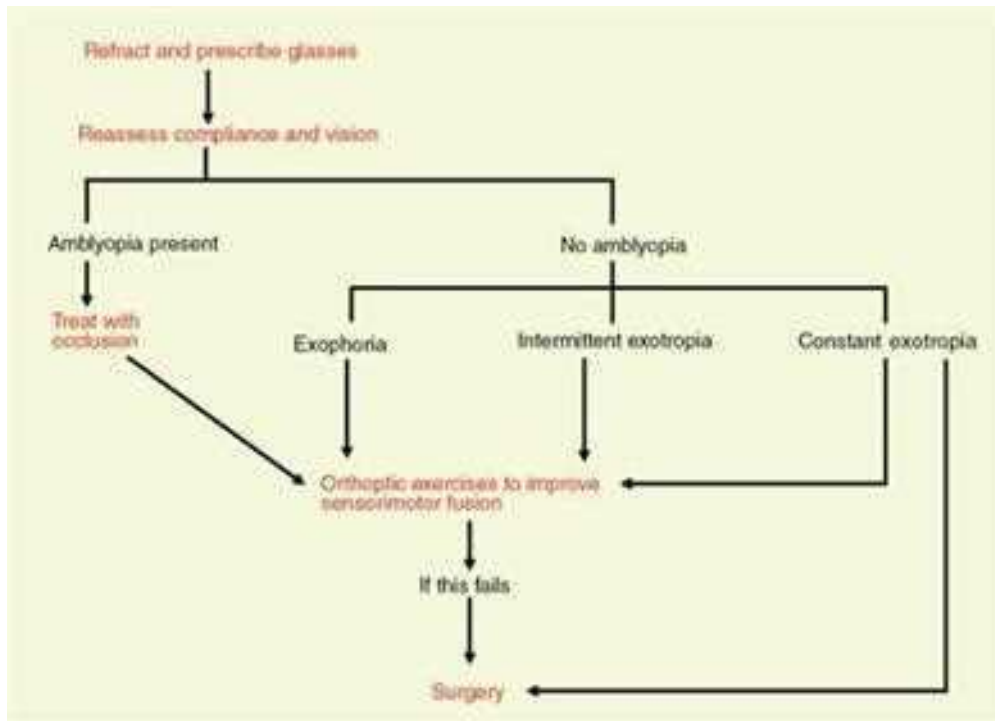 Refract and prescribe glasses
Reassess compliance and vision
Amblyopia present
No amblyopia
Treat with
occlusion
Exophoria
Intermittent exotropia
Constant exotropia
Orthoptic exercises to improve
sensorimotor fusion
If this fails
Surgery